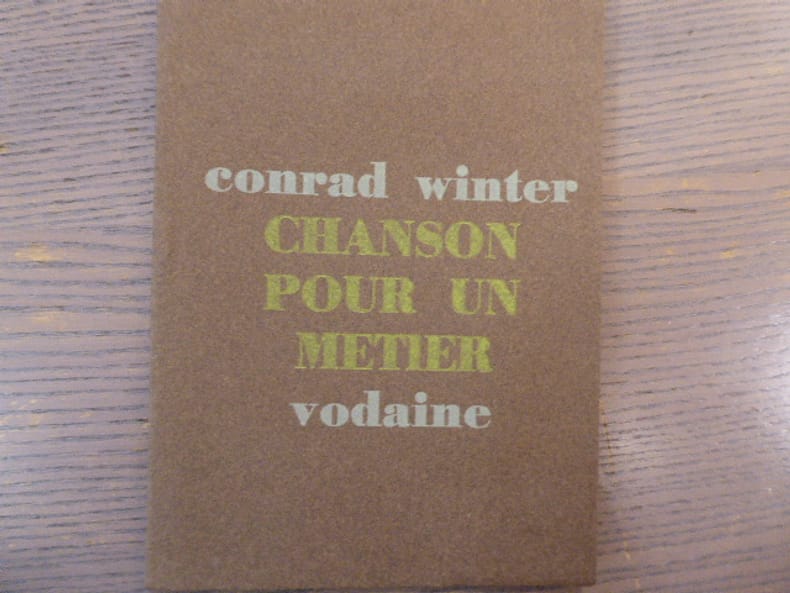 conrad winter
CHANSON
POUR UN
METIER
vodaine